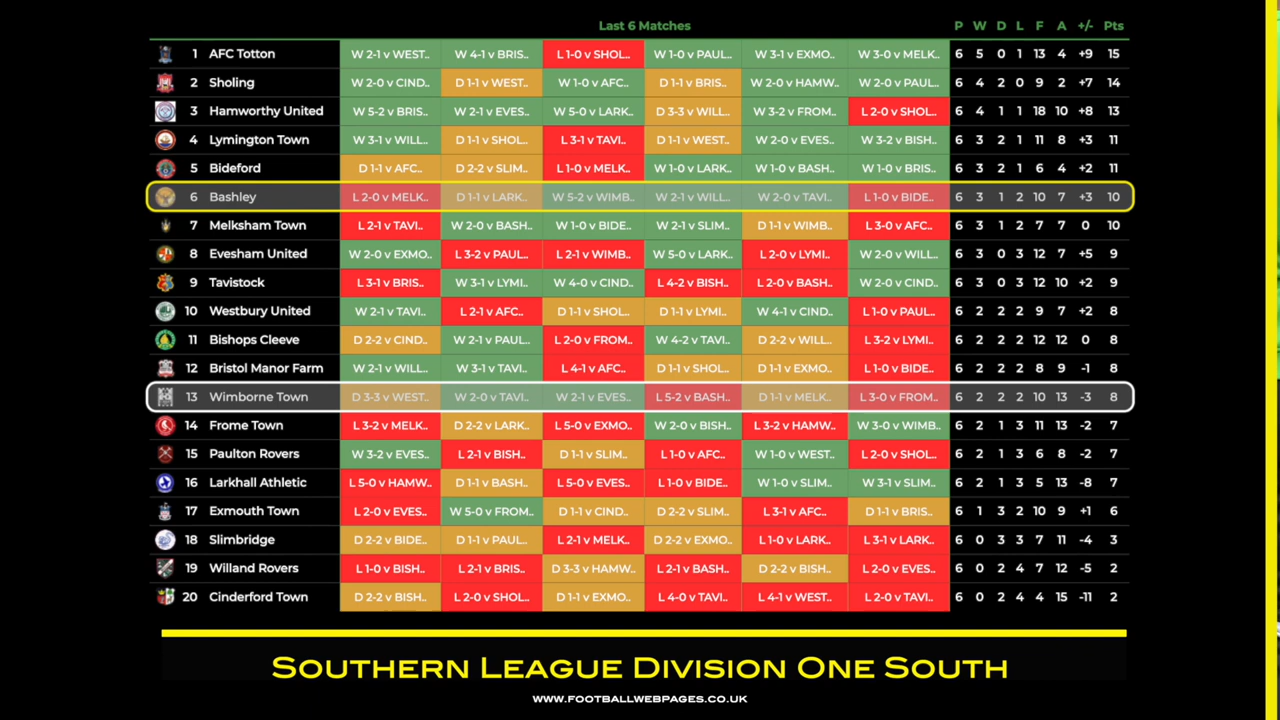 Last 6 Matches P W D L F A +/- Pts
1 AFC Totton W 2-1 v WEST.. W 4-1 v BRIS.. L 1-0 v SHOL.. W 1-0 v PAUL.. W 3-1 v EXMO.. W 3-0 v MELK.. 6 5 0 1 13 4 +9 15
2 Sholing W 2-0 v CIND.. D 1-1 v WEST.. W 1-0 v AFC.. D 1-1 v BRIS.. W 2-0 v HAMW.. W 2-0 v PAUL.. 6 4 2 0 9 2 +7 14
3 Hamworthy United W 5-2 v BRIS.. W 2-1 v EVES.. W 5-0 v LARK.. D 3-3 v WILL.. W 3-2 v FROM.. L 2-0 v SHOL.. 6 4 1 1 18 10 +8 13
4 Lymington Town W 3-1 v WILL.. D 1-1 v SHOL.. L 3-1 v TAVI.. D 1-1 v WEST.. W 2-0 v EVES.. W 3-2 v BISH.. 6 3 2 1 11 8 +3 11
5 Bideford D 1-1 v AFC.. D 2-2 v SLIM.. L 1-0 v MELK.. W 1-0 v LARK.. W 1-0 v BASH.. W 1-0 v BRIS.. 6 3 2 1 6 4 +2 11
6 Bashley L 2-0 v MELK.. D 1-1 v LARK.. W 5-2 v WIMB.. W 2-1 v WILL.. W 2-0 v TAVI.. L 1-0 v BIDE.. 6 3 1 2 10 7 +3 10
7 Melksham Town L 2-1 v TAVI.. W 2-0 v BASH.. W 1-0 v BIDE.. W 2-1 v SLIM.. D 1-1 v WIMB.. L 3-0 v AFC.. 6 3 1 2 7 7 0 10
8 Evesham United W 2-0 v EXMO.. L 3-2 v PAUL.. L 2-1 v WIMB.. W 5-0 v LARK.. L 2-0 v LYMI.. W 2-0 v WILL.. 6 3 0 3 12 7 +5 9
9 Tavistock L 3-1 v BRIS.. W 3-1 v LYMI.. W 4-0 v CIND.. L 4-2 v BISH.. L 2-0 v BASH.. W 2-0 v CIND.. 6 3 0 3 12 10 +2 9
10 Westbury United W 2-1 v TAVI.. L 2-1 v AFC.. D 1-1 v SHOL.. D 1-1 v LYMI.. W 4-1 v CIND.. L 1-0 v PAUL.. 6 2 2 2 9 7 +2 8
11 Bishops Cleeve D 2-2 v CIND.. W 2-1 v PAUL.. L 2-0 v FROM.. W 4-2 v TAVI.. D 2-2 v WILL.. L 3-2 v LYMI.. 6 2 2 2 12 12 0 8
12 Bristol Manor Farm W 2-1 v WILL.. W 3-1 v TAVI.. L 4-1 v AFC.. D 1-1 v SHOL.. D 1-1 v EXMO.. L 1-0 v BIDE.. 6 2 2 2 8 9 -1 8
13 Wimborne Town D 3-3 v WEST.. W 2-0 v TAVI.. W 2-1 v EVES.. L 5-2 v BASH.. D 1-1 v MELK.. L 3-0 v FROM.. 6 2 2 2 10 13 -3 8
14 Frome Town L 3-2 v MELK.. D 2-2 v LARK.. L 5-0 v EXMO.. W 2-0 v BISH.. L 3-2 v HAMW.. W 3-0 v WIMB.. 6 2 1 3 11 13 -2 7
15 Paulton Rovers W 3-2 v EVES.. L 2-1 v BISH.. D 1-1 v SLIM.. L 1-0 v AFC.. W 1-0 v WEST.. L 2-0 v SHOL.. 6 2 1 3 6 8 -2 7
16 Larkhall Athletic L 5-0 v HAMW.. D 1-1 v BASH.. L 5-0 v EVES.. L 1-0 v BIDE.. W 1-0 v SLIM.. W 3-1 v SLIM.. 6 2 1 3 5 13 -8 7
17 Exmouth Town L 2-0 v EVES.. W 5-0 v FROM.. D 1-1 v CIND.. D 2-2 v SLIM.. L 3-1 v AFC.. D 1-1 v BRIS.. 6 1 3 2 10 9 +1 6
18 Slimbridge D 2-2 v BIDE.. D 1-1 v PAUL.. L 2-1 v MELK.. D 2-2 v EXMO.. L 1-0 v LARK.. L 3-1 v LARK.. 6 0 3 3 7 11 -4 3
19 Willand Rovers L 1-0 v BISH.. L 2-1 v BRIS.. D 3-3 v HAMW.. L 2-1 v BASH.. D 2-2 v BISH.. L 2-0 v EVES.. 6 0 2 4 7 12 -5 2
20 Cinderford Town D 2-2 v BISH.. L 2-0 v SHOL.. D 1-1 v EXMO.. L 4-0 v TAVI.. L 4-1 v WEST.. L 2-0 v TAVI.. 6 0 2 4 4 15 -11 2
SOUTHERN LEAGUE DIVISION ONE SOUTH
WWW.FOOTBALLWEBPAGES.CO.UK